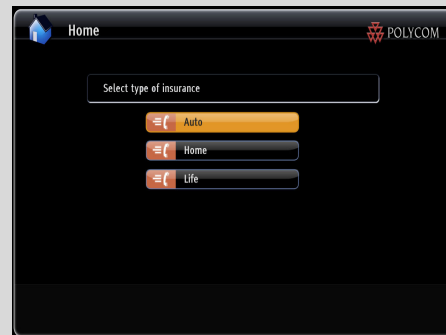 Home
POLYCOM
Select type of insurance
Auto
Home
Life